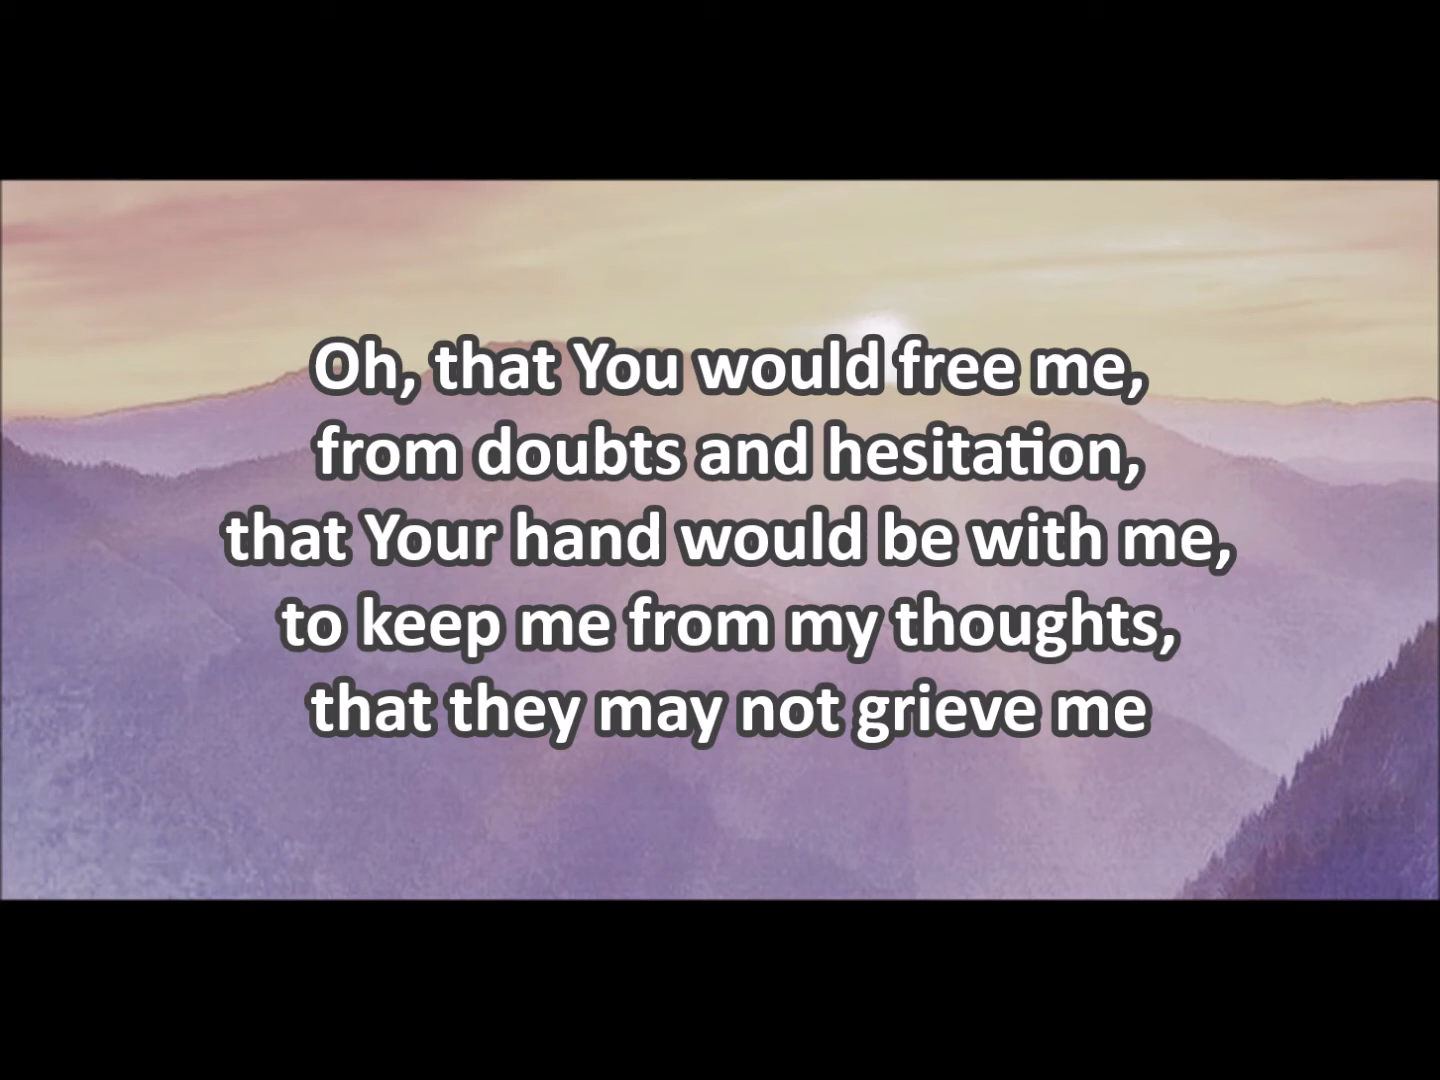 Oh, that You would free me,
from doubts and hesitation,
that Your hand would be with me,
to keep me from my thoughts,
that they may not grieve me